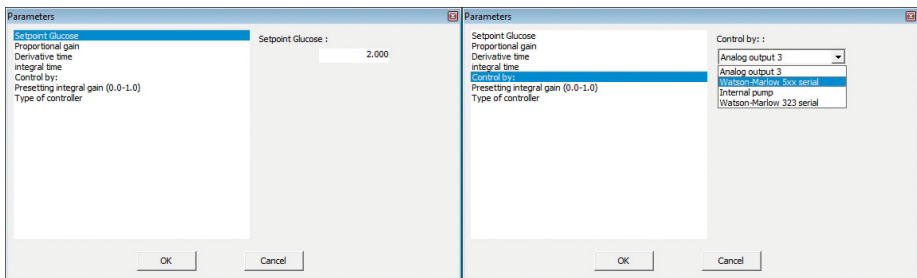 Parameters
Setpoint Glucose
Proportional gain
Derivative time
integral time
Control by:
Presetting integral gain (0.0-1.0)
Type of controller
Setpoint Glucose :
2.000
OK
Cancel
Parameters
Setpoint Glucose
Proportional gain
Derivative time
integral time
Control by:
Presetting integral gain (0.0-1.0)
Type of controller
Control by: :
Analog output 3
Analog output 3
Watson-Marlow 5xx serial
Internal pump
Watson-Marlow 323 serial
OK
Cancel